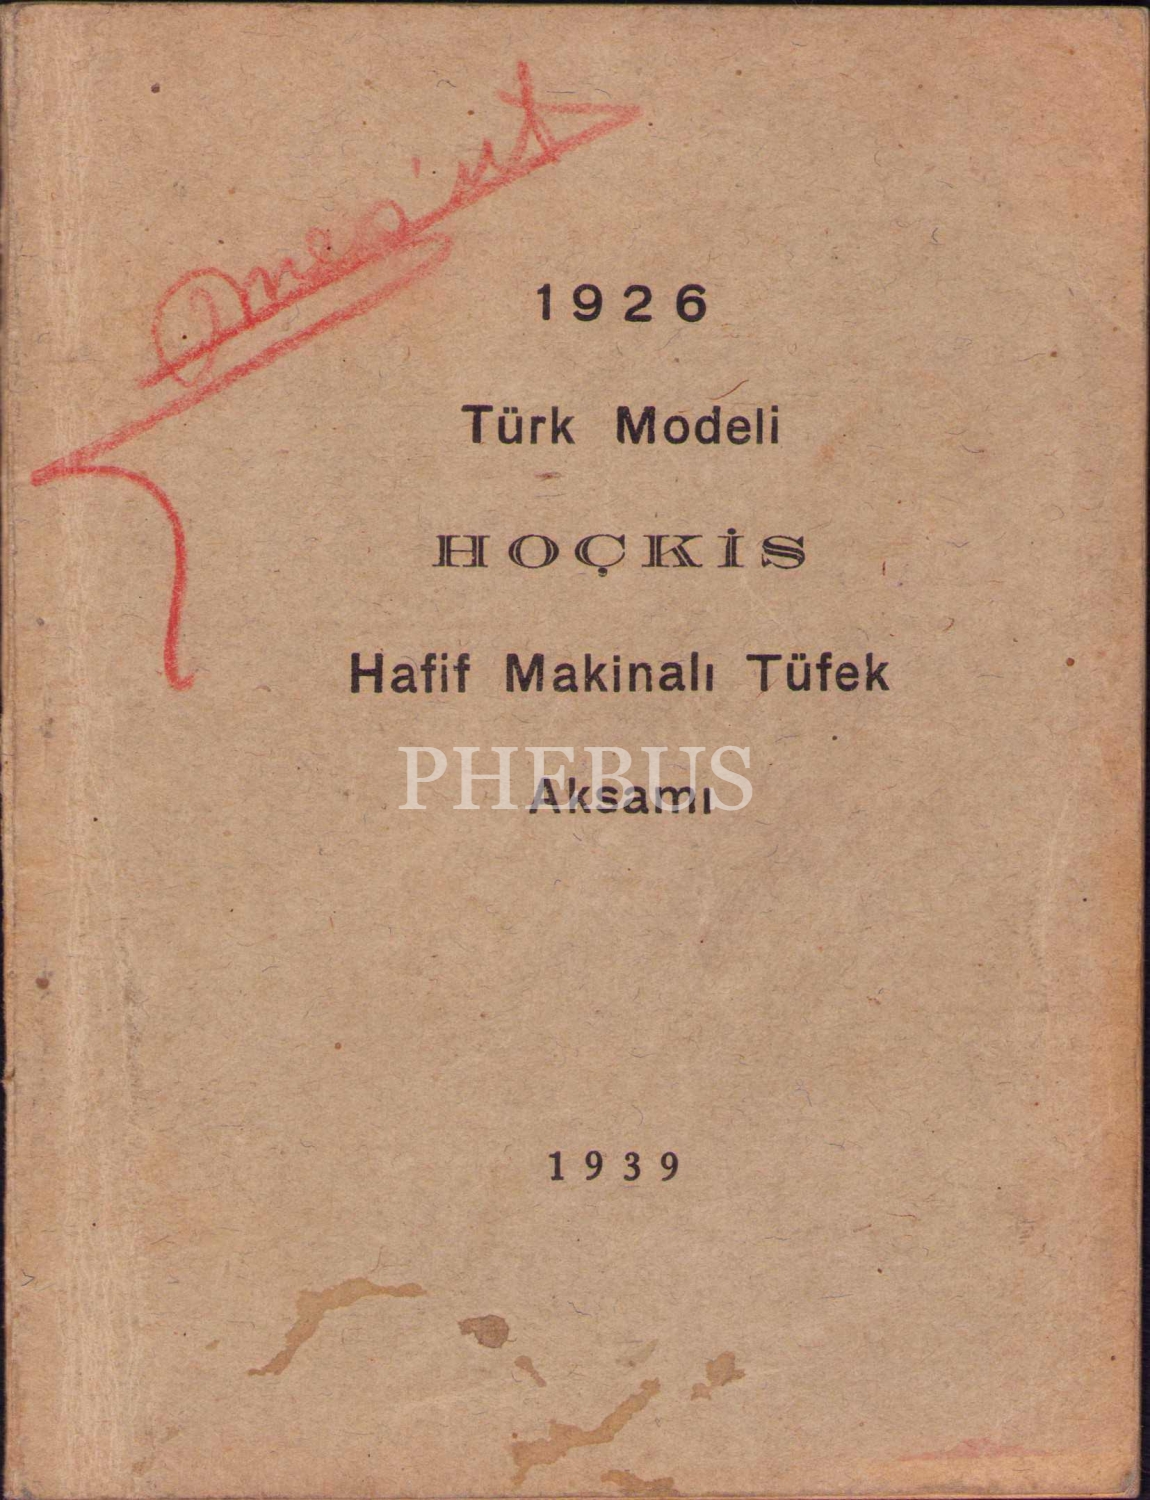 1926
Türk Modeli
HOÇKİS
Hafif Makinalı Tüfek
PHEBUS
Aksamı
1939